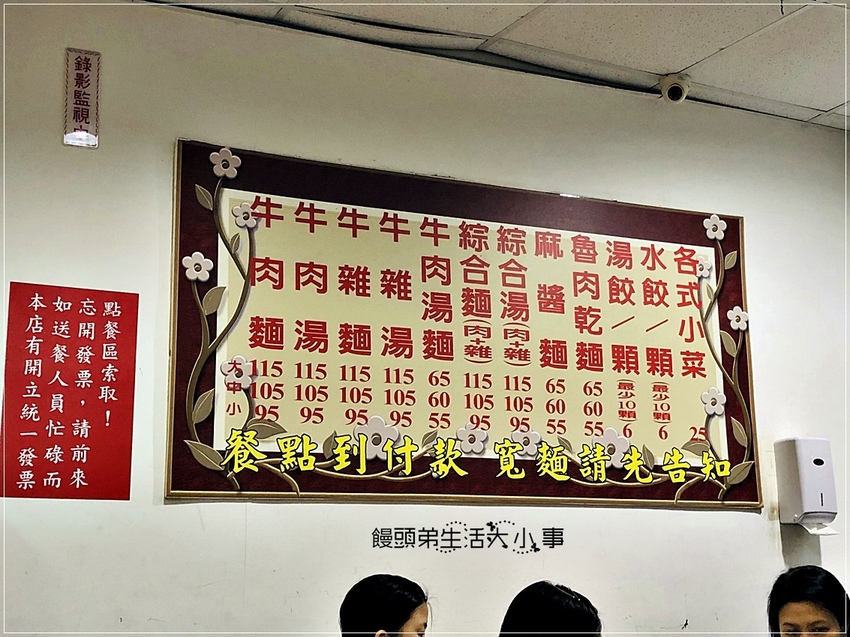 錄影監視中
各式小菜 25
水餃/顆 最少10顆 6
湯餃/顆 最少10顆 6
魯肉乾麵 65 60 55
麻醬麵 65 60 55
綜合湯(肉+雜) 115 105 95
綜合麵(肉+雜) 115 105 95
牛肉湯麵 65 60 55
牛雜湯 115 105 95
牛雜麵 115 105 95
牛肉湯 115 105 95
牛肉麵 115 105 95
大 中 小
餐點到付款 寬麵請先告知
本店有開立統一發票
如送餐人員忙碌而
忘開發票,請前來
點餐區索取!
饅頭弟生活大小事